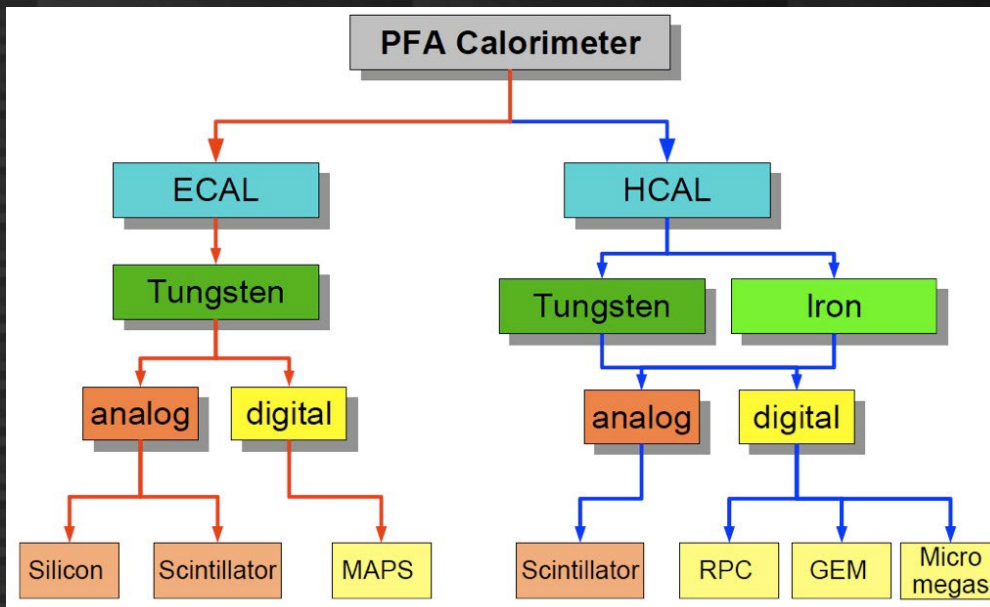 PFA Calorimeter
ECAL
HCAL
Tungsten
Tungsten
Iron
analog
digital
analog
digital
Silicon
Scintillator
MAPS
Scintillator
RPC
GEM
Micro
megas